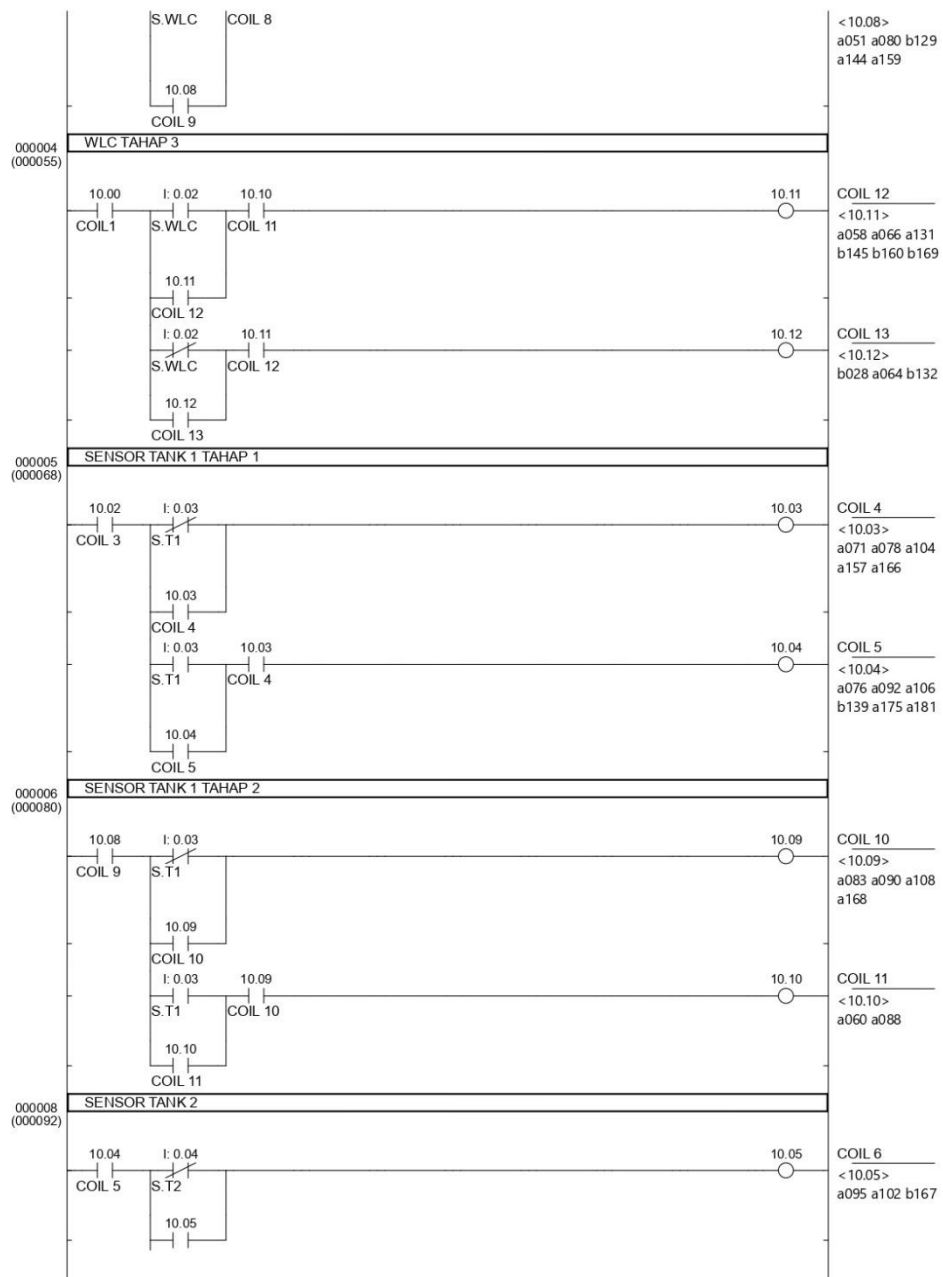 S.WLC COIL 8 <10.08>
a051 a080 b129
a144 a159
10.08
COIL 9
000004 WLC TAHAP 3
(000055)
10.00 I: 0.02 10.10 10.11 COIL 12
COIL1 S.WLC COIL 11 <10.11>
a058 a066 a131
b145 b160 b169
10.11
COIL 12
I: 0.02 10.11 10.12 COIL 13
S.WLC COIL 12 <10.12>
b028 a064 b132
10.12
COIL 13
000005 SENSOR TANK 1 TAHAP 1
(000068)
10.02 I: 0.03 10.03 COIL 4
COIL 3 S.T1 <10.03>
a071 a078 a104
a157 a166
10.03
COIL 4
I: 0.03 10.03 10.04 COIL 5
S.T1 COIL 4 <10.04>
a076 a092 a106
b139 a175 a181
10.04
COIL 5
000006 SENSOR TANK 1 TAHAP 2
(000080)
10.08 I: 0.03 10.09 COIL 10
COIL 9 S.T1 <10.09>
a083 a090 a108
a168
10.09
COIL 10
I: 0.03 10.09 10.10 COIL 11
S.T1 COIL 10 <10.10>
a060 a088
10.10
COIL 11
000008 SENSOR TANK 2
(000092)
10.04 I: 0.04 10.05 COIL 6
COIL 5 S.T2 <10.05>
a095 a102 b167
10.05